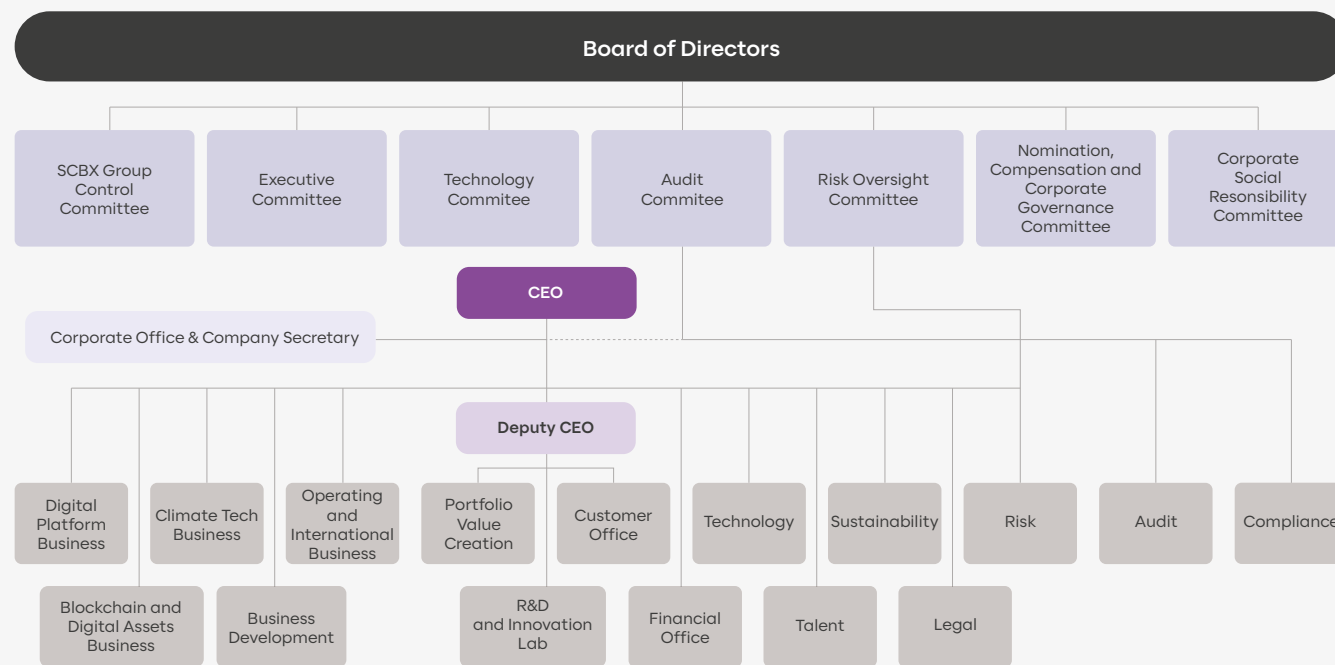 Board of Directors
SCBX Group
Control
Committee
Executive
Committee
Technology
Commitee
Audit
Commitee
Risk Oversight
Committee
Nomination,
Compensation and
Corporate
Governance
Committee
Corporate
Social
Resonsibility
Committee
CEO
Corporate Office & Company Secretary
Deputy CEO
Digital
Platform
Business
Climate Tech
Business
Operating
and
International
Business
Portfolio
Value
Creation
Customer
Office
Technology
Sustainability
Risk
Audit
Compliance
Blockchain and
Digital Assets
Business
Business
Development
R&D
and Innovation
Lab
Financial
Office
Talent
Legal